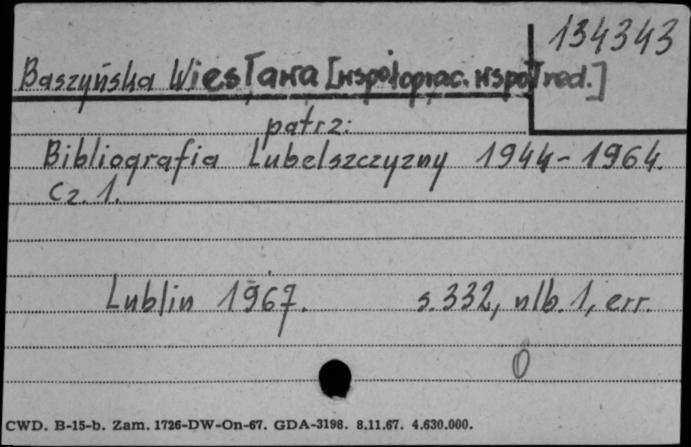 134343
Baszyńska Wiesława [współoprac. współred.]
patrz:
Bibliografia Lubelszczyzny 1944-1964.
Cz. 1.
Lublin 1967. s. 332, nlb. 1, err.
0
CWD. B-15-b. Zam. 1726-DW-On-67. GDA-3198. 8.11.67. 4.630.000.